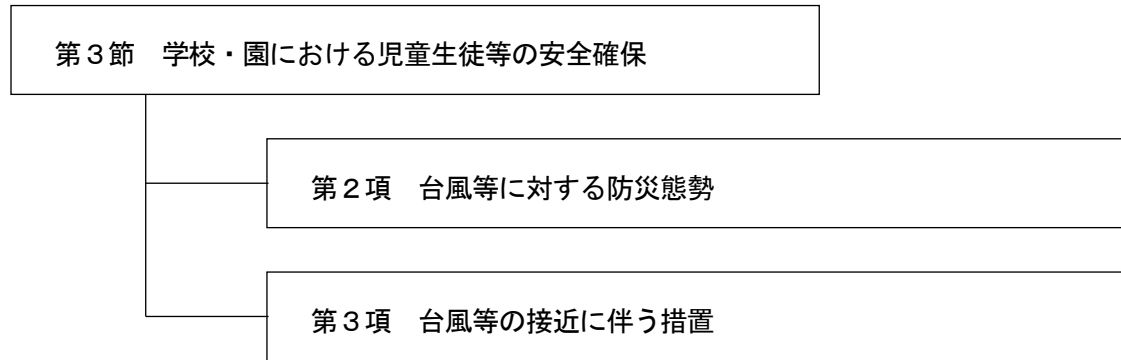 第３節　学校・園における児童生徒等の安全確保
第２項　台風等に対する防災態勢
第３項　台風等の接近に伴う措置